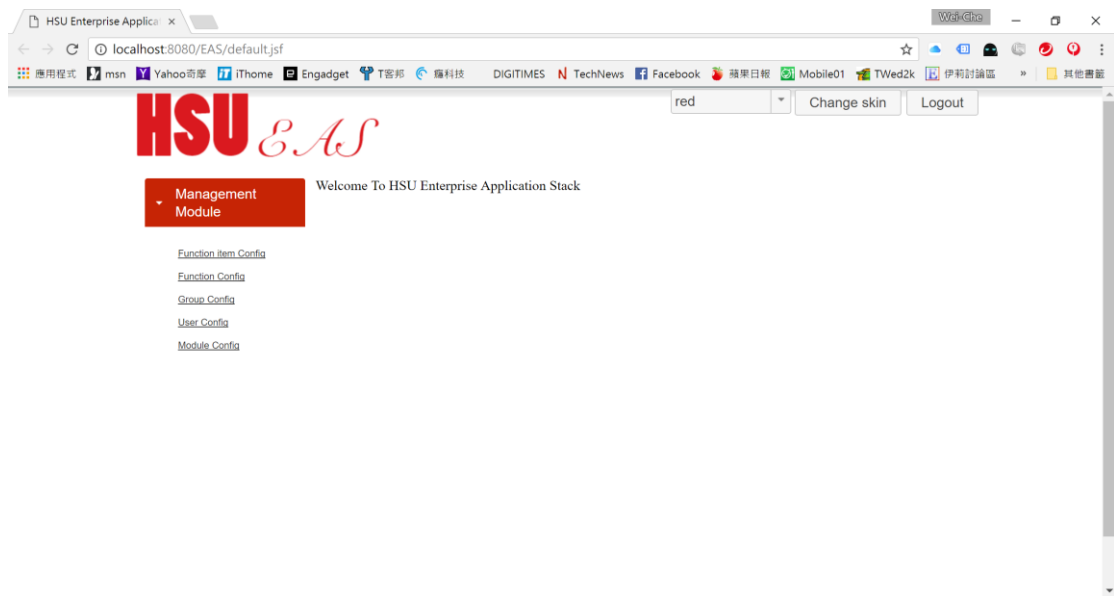 HSU Enterprise Applicat
Wei-Che
localhost:8080/EAS/default.jsf
應用程式 msn Yahoo奇摩 iThome Engadget T客邦 癮科技 DIGITIMES TechNews Facebook 蘋果日報 Mobile01 TWed2k 伊莉討論區 » 其他書籤
HSU EAS
red Change skin Logout
Management
Module
Welcome To HSU Enterprise Application Stack
Function item Config
Function Config
Group Config
User Config
Module Config